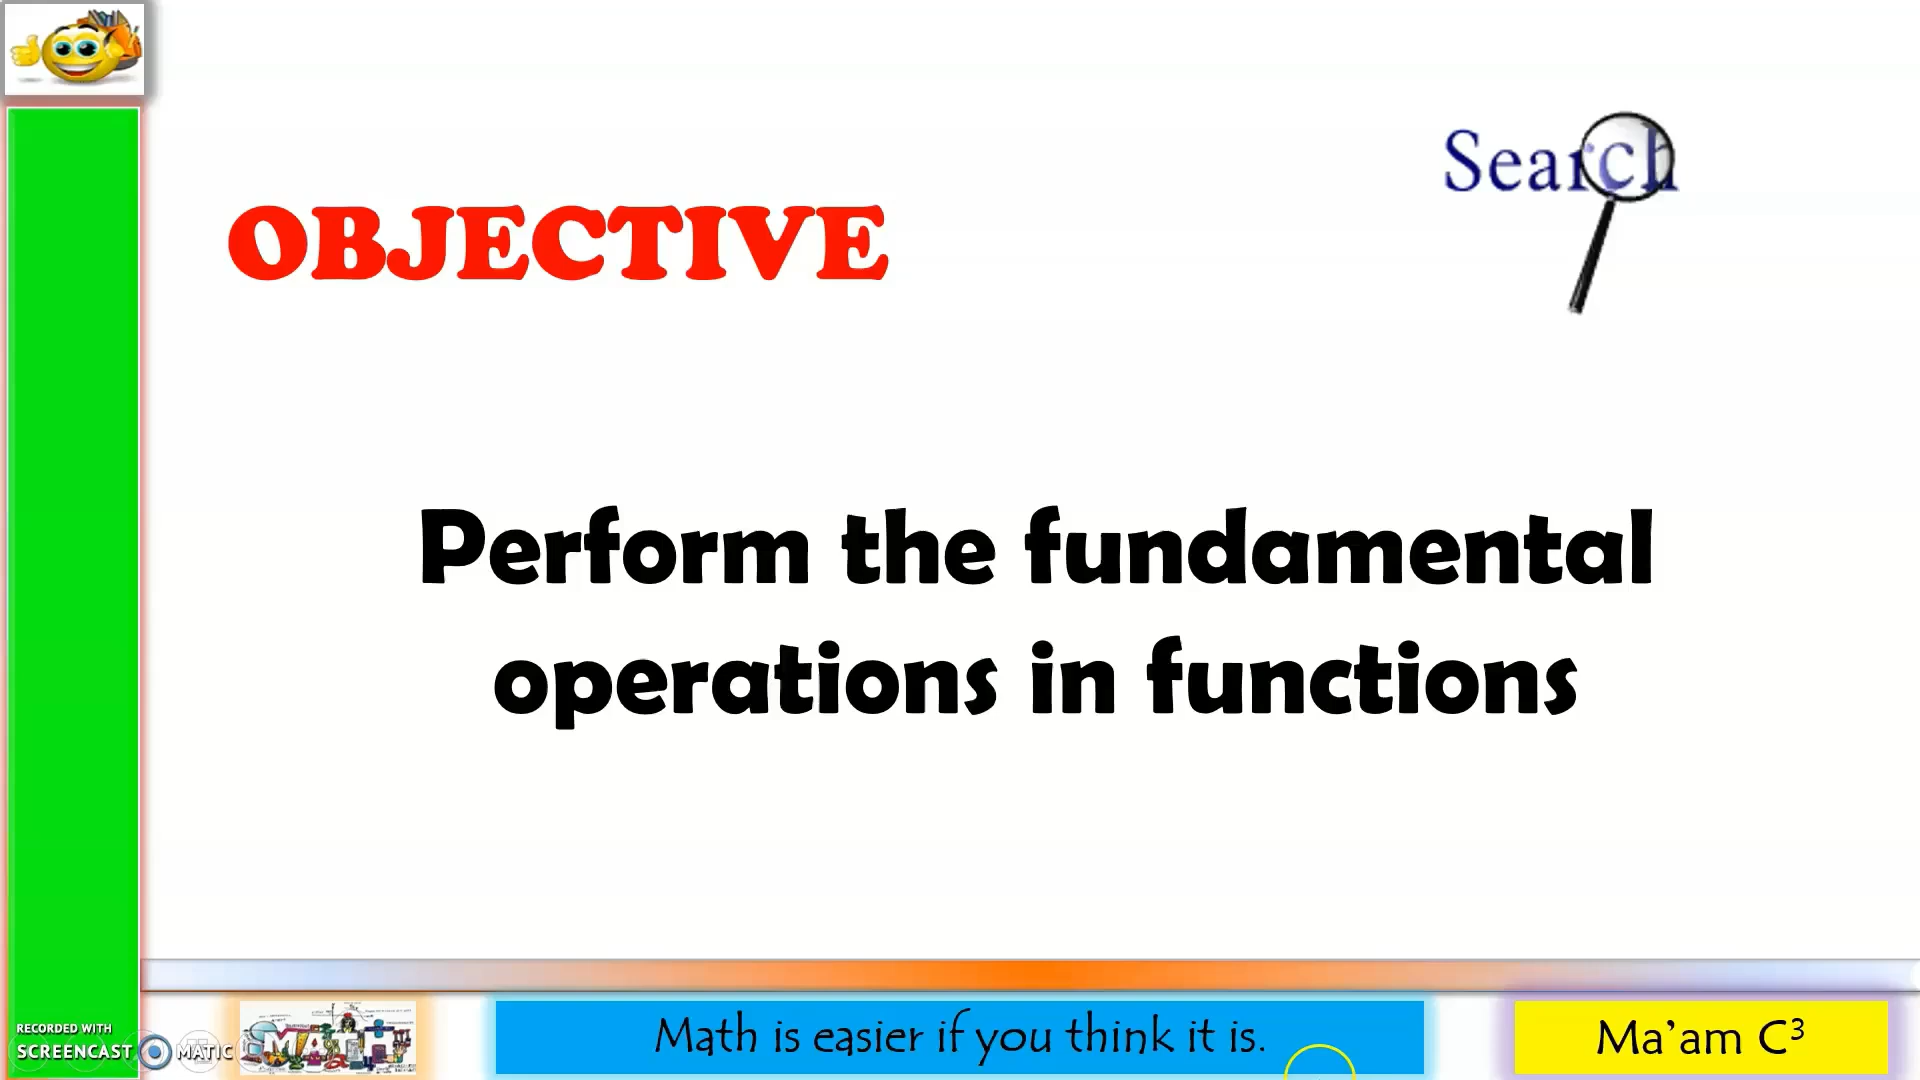 Search
OBJECTIVE
Perform the fundamental
operations in functions
RECORDED WITH
SCREENCAST MATIC
MATH
Math is easier if you think it is.
Ma'am C³